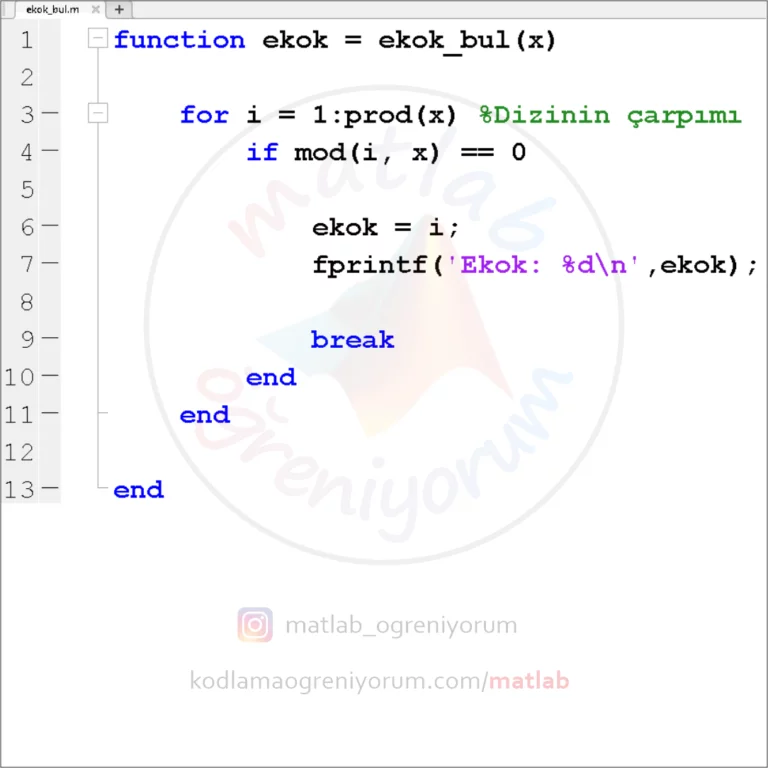 ekok_bul.m × +
1 function ekok = ekok_bul(x)
2
3 for i = 1:prod(x) %Dizinin çarpımı
4 if mod(i, x) == 0
5
6 ekok = i;
7 fprintf('Ekok: %d\n',ekok);
8
9 break
10 end
11 end
12
13 end
matlab
öğreniyorum
matlab_ogreniyorum
kodlamaogreniyorum.com/matlab